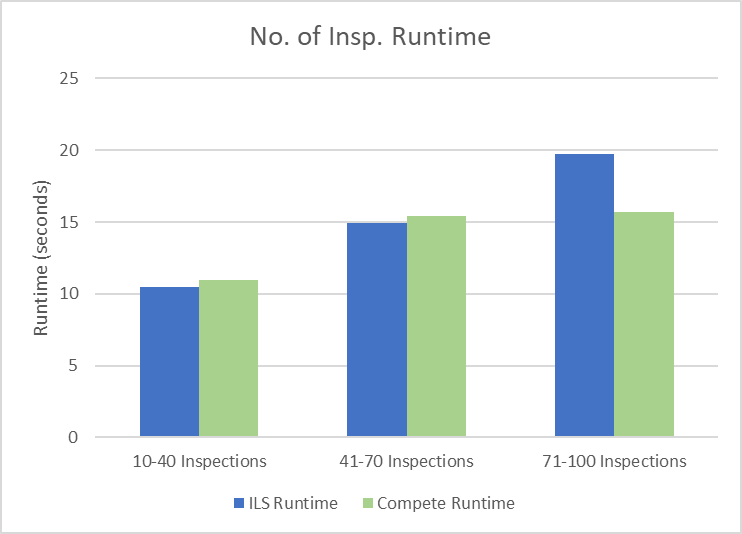 No. of Insp. Runtime
25
20
15
10
5
0
Runtime (seconds)
10-40 Inspections
41-70 Inspections
71-100 Inspections
ILS Runtime
Compete Runtime